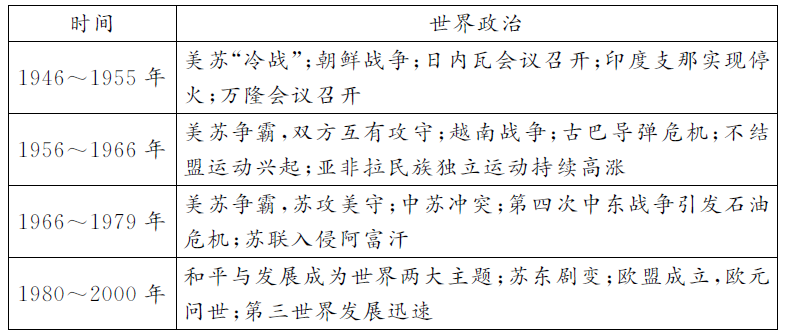 时间 世界政治
1946～1955 年 美苏“冷战”;朝鲜战争;日内瓦会议召开;印度支那实现停
火;万隆会议召开
1956～1966 年 美苏争霸,双方互有攻守;越南战争;古巴导弹危机;不结
盟运动兴起;亚非拉民族独立运动持续高涨
1966～1979 年 美苏争霸,苏攻美守;中苏冲突;第四次中东战争引发石油
危机;苏联入侵阿富汗
1980～2000 年 和平与发展成为世界两大主题;苏东剧变;欧盟成立,欧元
问世;第三世界发展迅速